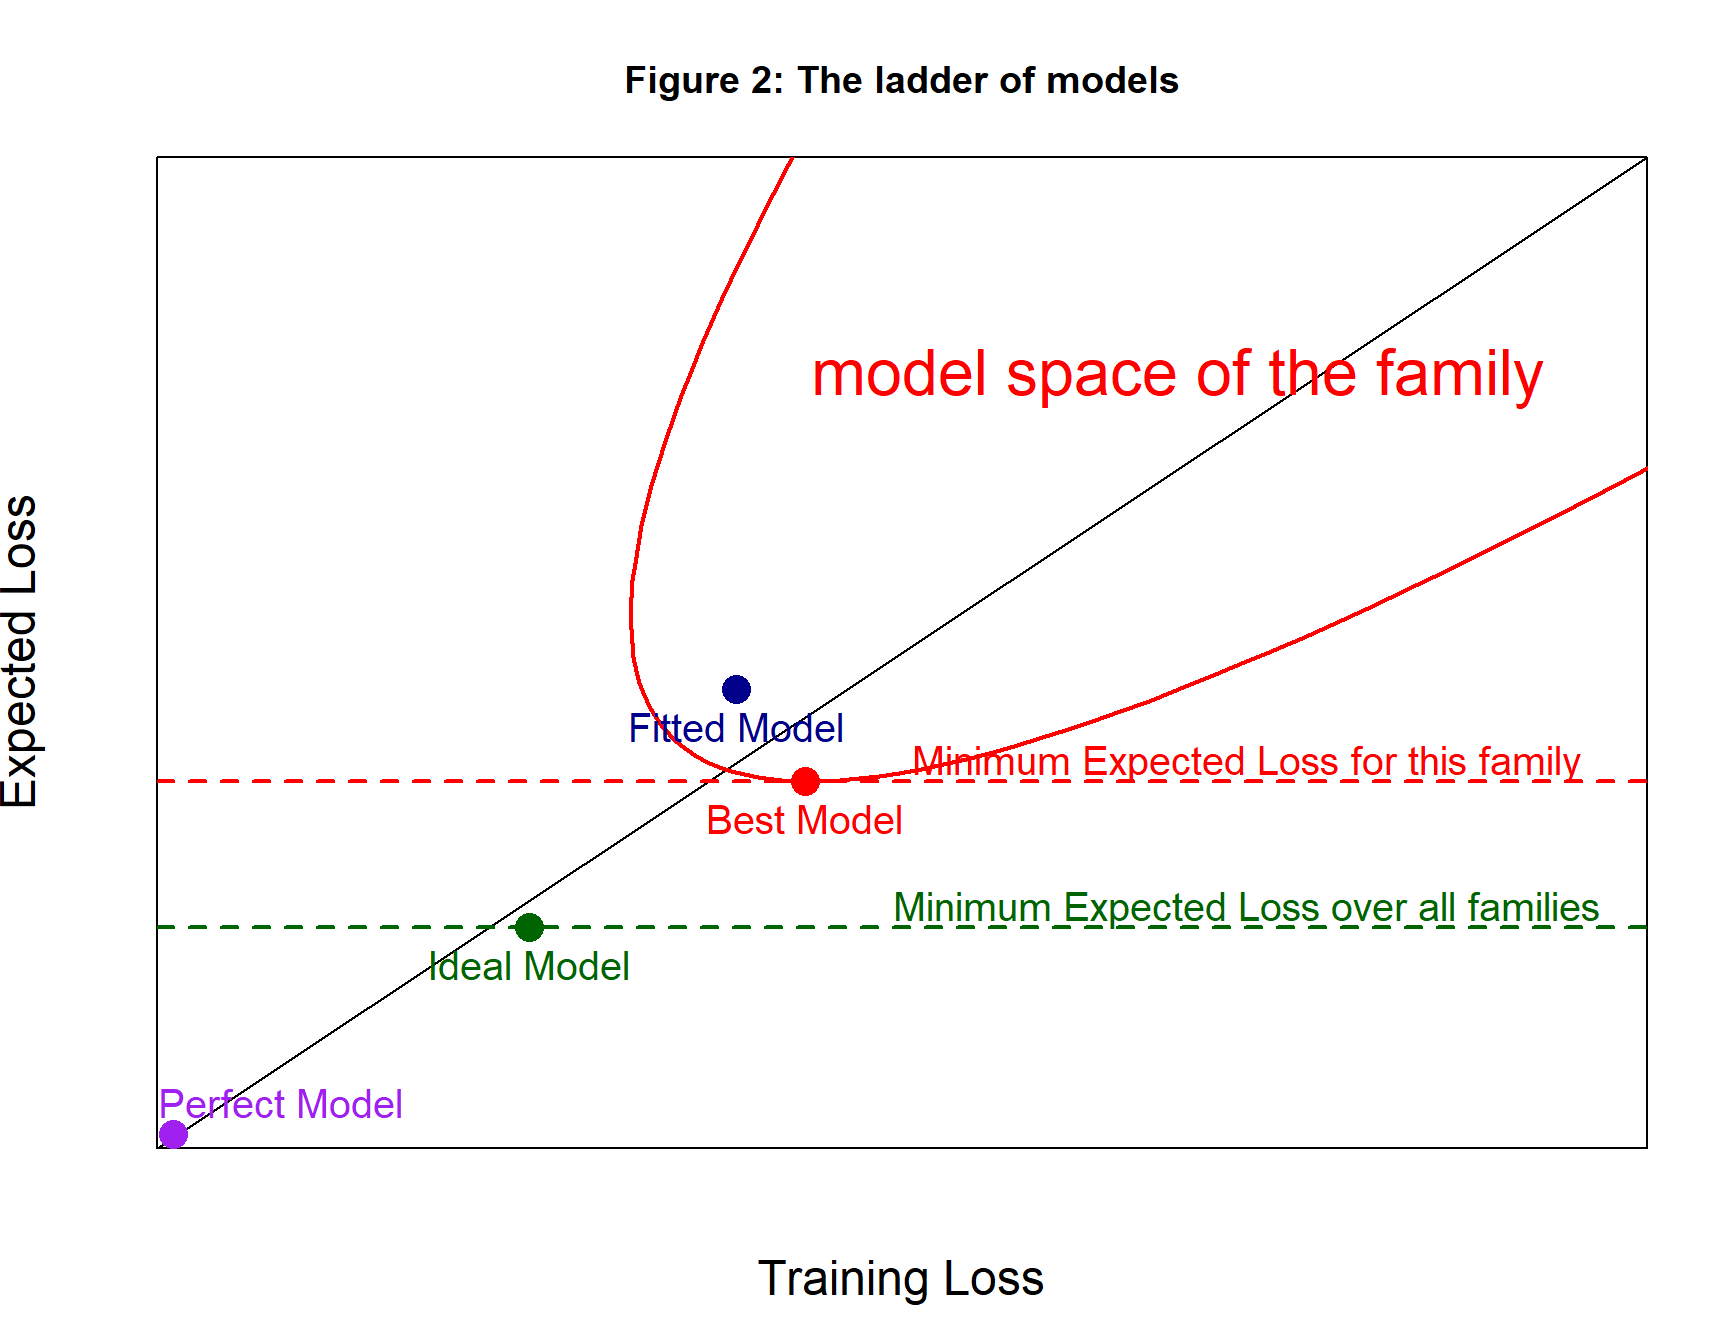 Figure 2: The ladder of models
model space of the family
Expected Loss
Fitted Model
Minimum Expected Loss for this family
Best Model
Minimum Expected Loss over all families
Ideal Model
Perfect Model
Training Loss